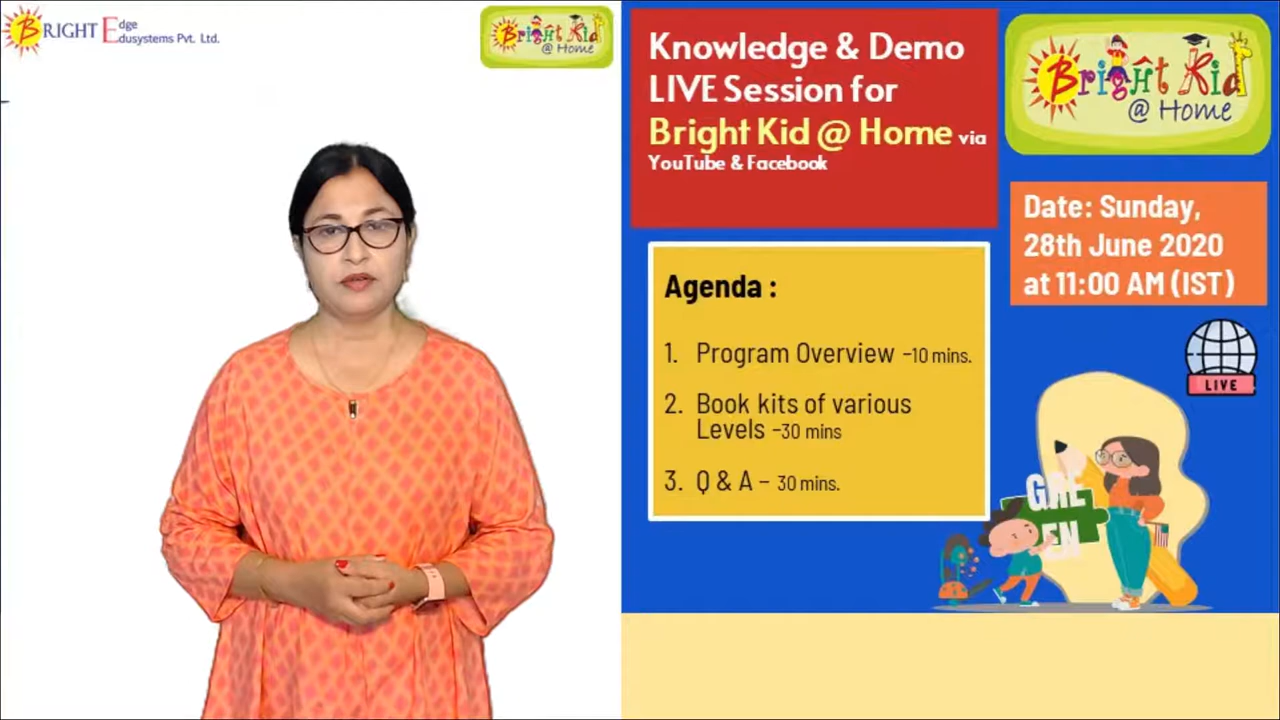 BRIGHT Edge
Edusystems Pvt. Ltd.
Bright Kid
@ Home
Knowledge & Demo
LIVE Session for
Bright Kid @ Home via
YouTube & Facebook
Bright Kid
@ Home
Date: Sunday,
28th June 2020
at 11:00 AM (IST)
Agenda :
1. Program Overview -10 mins.
2. Book kits of various
Levels -30 mins
3. Q & A - 30 mins.
LIVE
GRE
EN